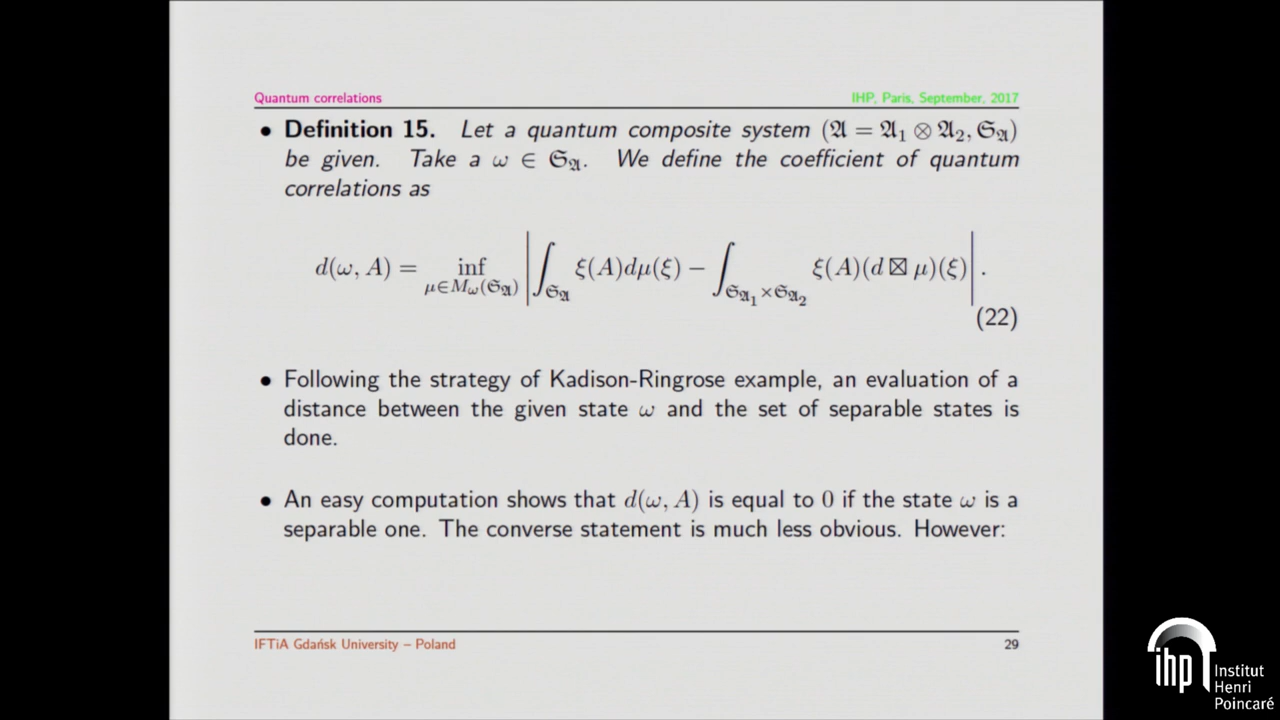 Quantum correlations IHP, Paris, September, 2017
• Definition 15. Let a quantum composite system (𝔄 = 𝔄₁ ⊗ 𝔄₂, 𝔖_𝔄)
be given. Take a ω ∈ 𝔖_𝔄. We define the coefficient of quantum
correlations as
d(ω, A) = inf_{μ∈M_ω(𝔖_𝔄)} |∫_{𝔖_𝔄} ξ(A)dμ(ξ) − ∫_{𝔖_{𝔄₁}×𝔖_{𝔄₂}} ξ(A)(d ⊠ μ)(ξ)|.
(22)
• Following the strategy of Kadison-Ringrose example, an evaluation of a
distance between the given state ω and the set of separable states is
done.
• An easy computation shows that d(ω, A) is equal to 0 if the state ω is a
separable one. The converse statement is much less obvious. However:
IFTiA Gdańsk University – Poland 29
ihp
Institut
Henri
Poincaré